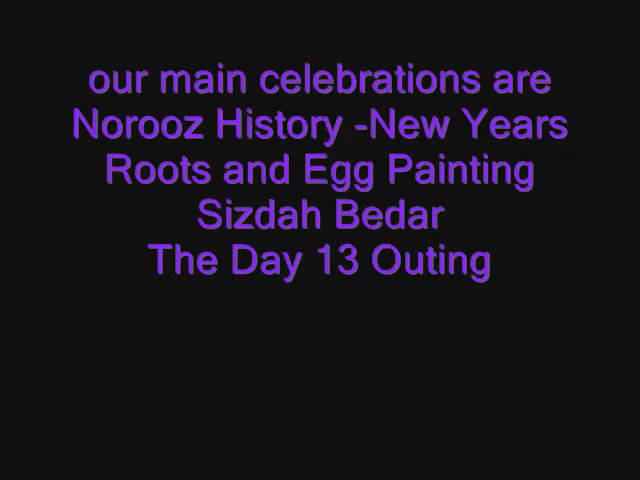 our main celebrations are
Norooz History -New Years
Roots and Egg Painting
Sizdah Bedar
The Day 13 Outing